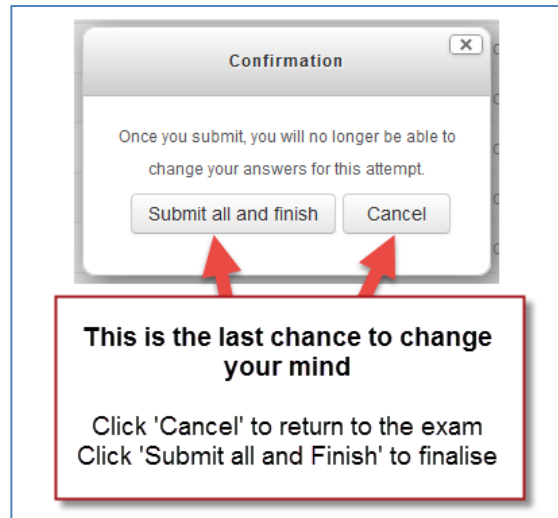 Confirmation
Once you submit, you will no longer be able to
change your answers for this attempt.
Submit all and finish Cancel
This is the last chance to change
your mind
Click 'Cancel' to return to the exam
Click 'Submit all and Finish' to finalise